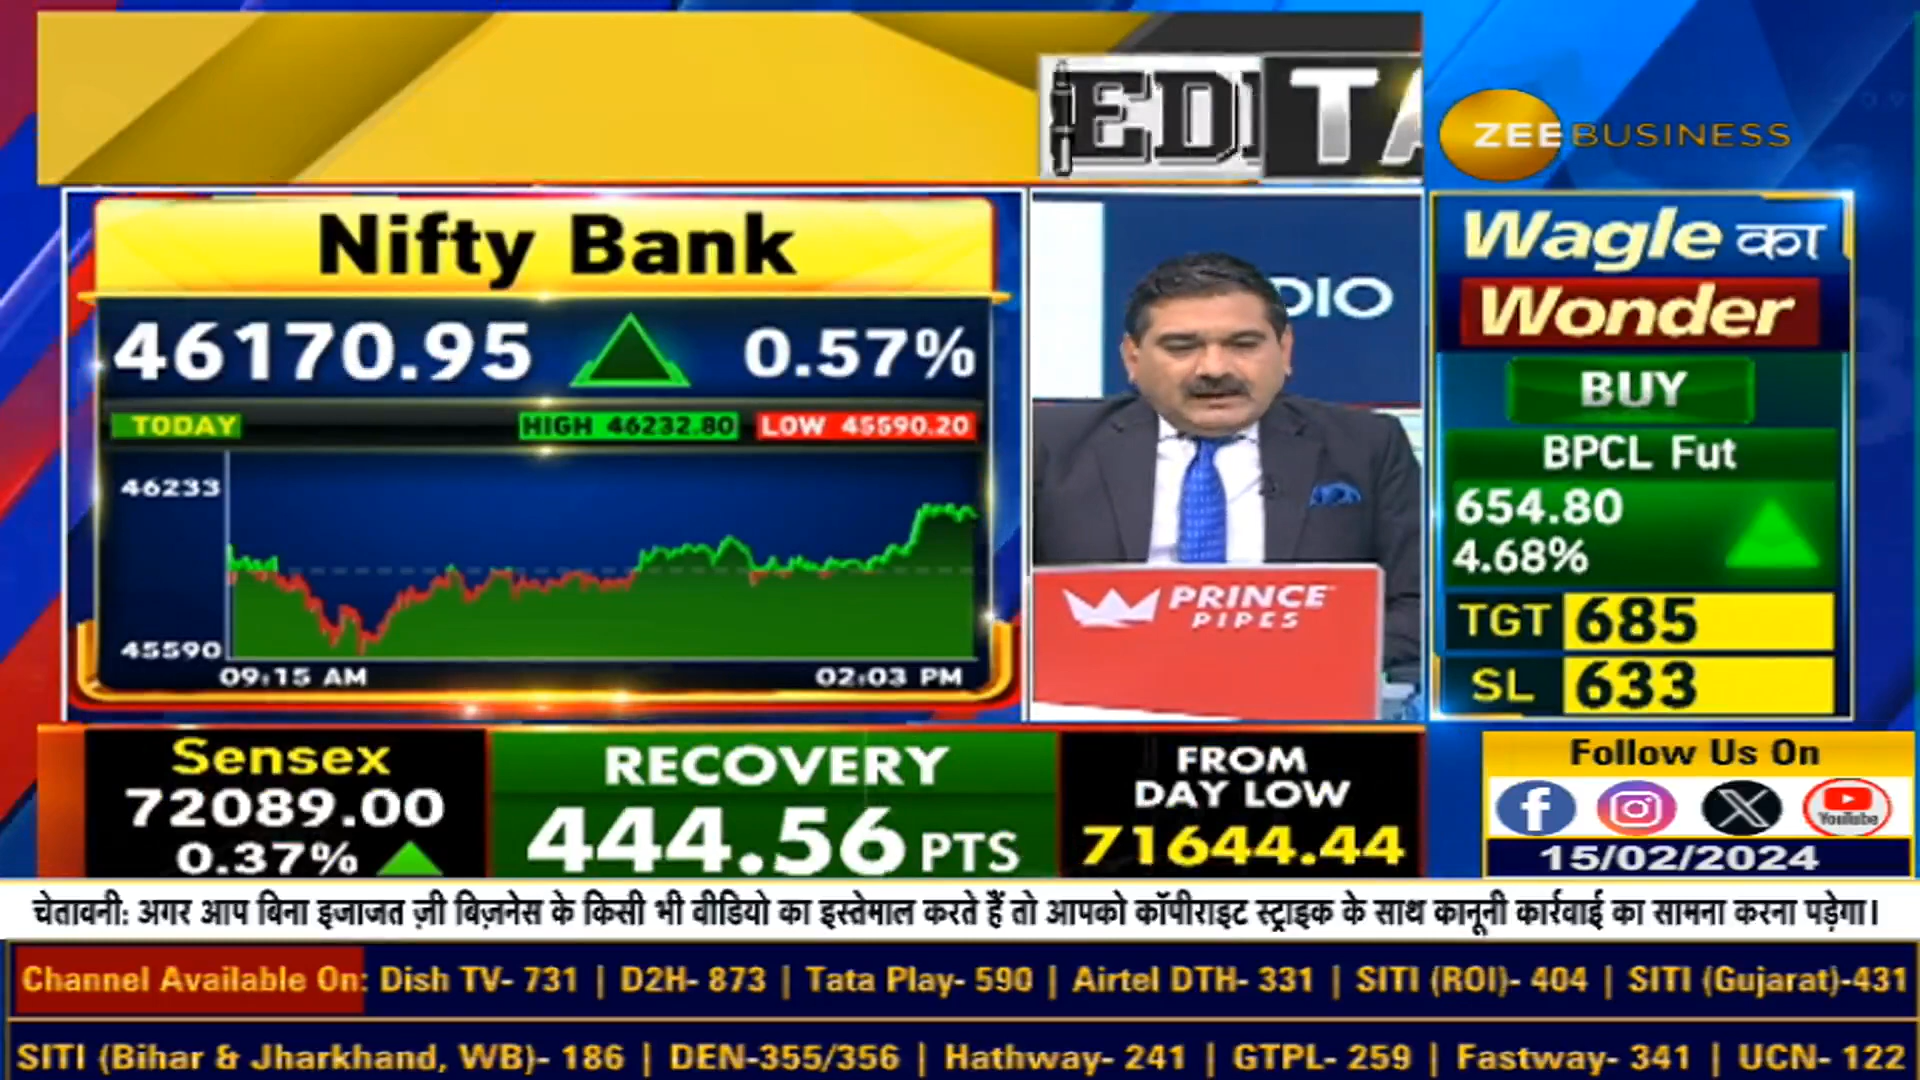 EDI TA
ZEE BUSINESS
Nifty Bank
46170.95 0.57%
TODAY HIGH 46232.80 LOW 45590.20
46233
45590
09:15 AM 02:03 PM
DIO
PRINCE
PIPES
Wagle का
Wonder
BUY
BPCL Fut
654.80
4.68%
TGT 685
SL 633
Sensex
72089.00
0.37%
RECOVERY
444.56 PTS
FROM
DAY LOW
71644.44
Follow Us On
YouTube
15/02/2024
चेतावनी: अगर आप बिना इजाजत ज़ी बिज़नेस के किसी भी वीडियो का इस्तेमाल करते हैं तो आपको कॉपीराइट स्ट्राइक के साथ कानूनी कार्रवाई का सामना करना पड़ेगा।
Channel Available On: Dish TV- 731 | D2H- 873 | Tata Play- 590 | Airtel DTH- 331 | SITI (ROI)- 404 | SITI (Gujarat)-431
SITI (Bihar & Jharkhand, WB)- 186 | DEN-355/356 | Hathway- 241 | GTPL- 259 | Fastway- 341 | UCN- 122